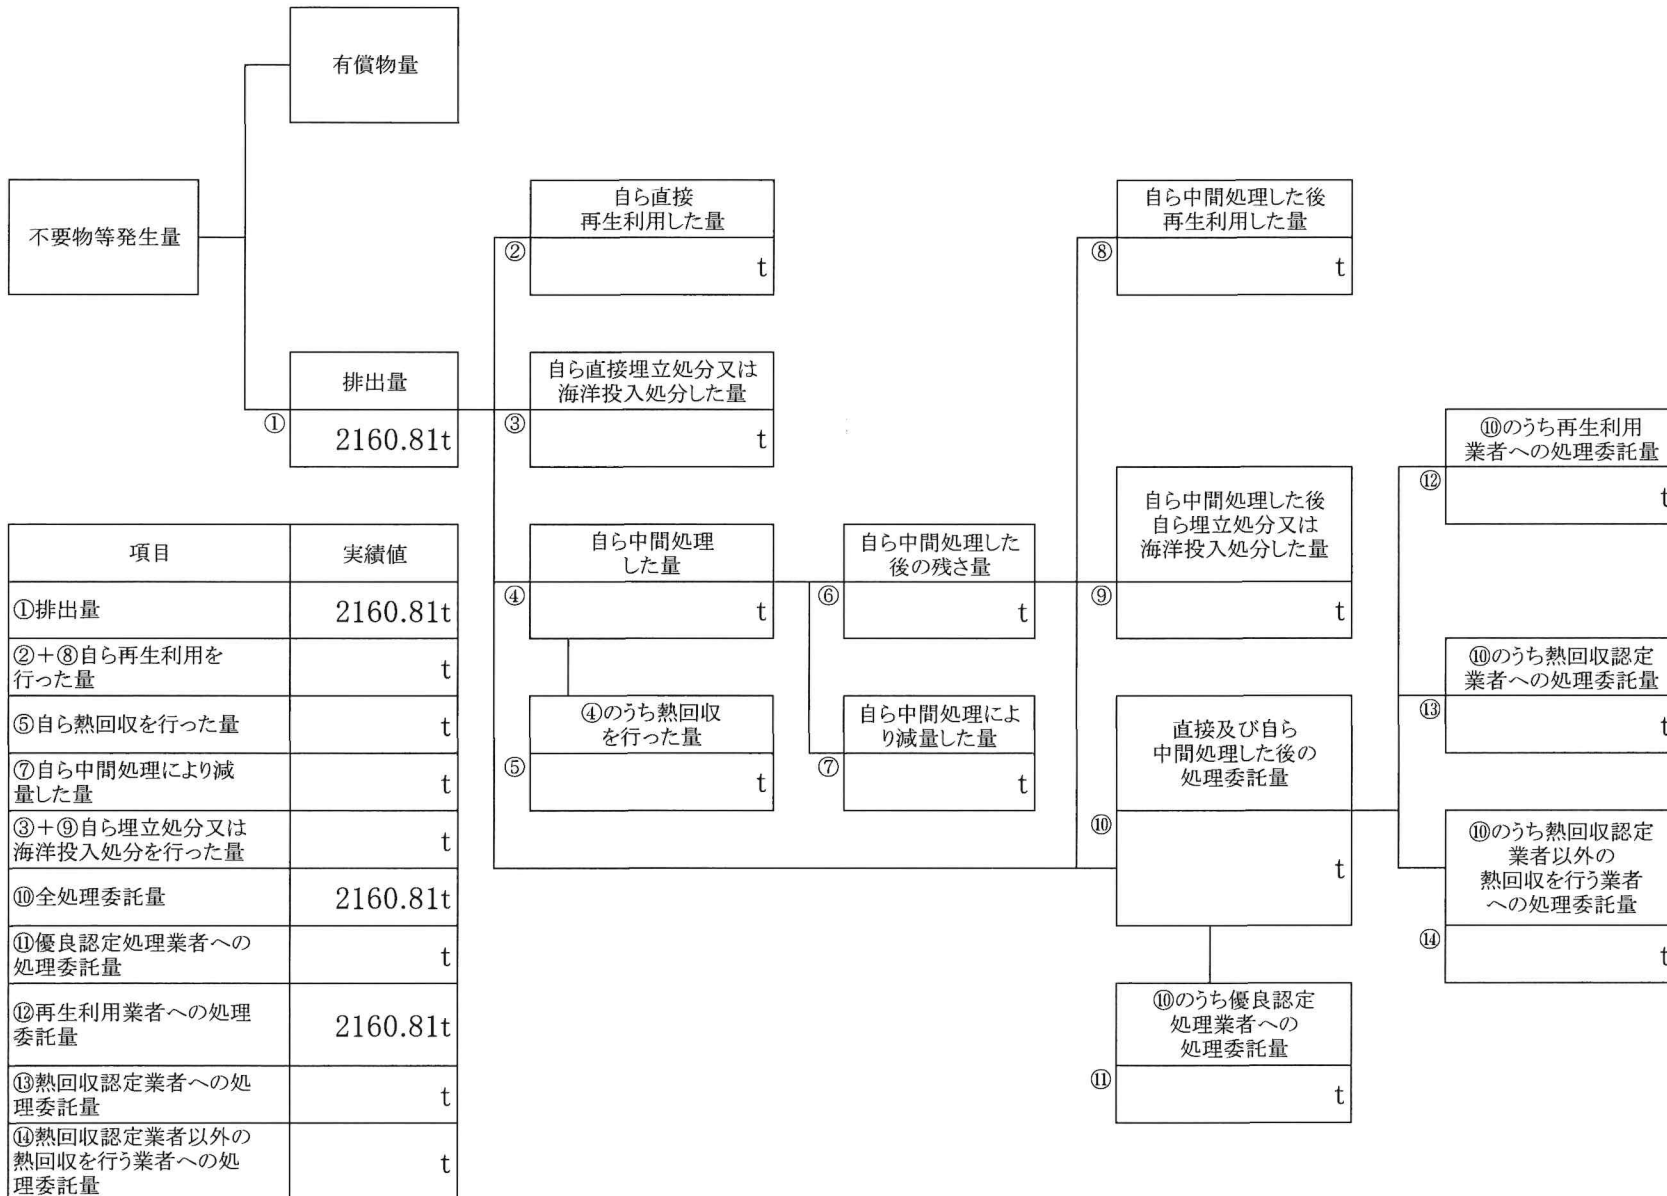 有償物量
不要物等発生量
自ら直接
再生利用した量
②
t
自ら中間処理した後
再生利用した量
⑧
t
排出量
①
2160.81t
自ら直接埋立処分又は
海洋投入処分した量
③
t
⑩のうち再生利用
業者への処理委託量
⑫
t
自ら中間処理
した量
④
t
自ら中間処理した
後の残さ量
⑥
t
自ら中間処理した後
自ら埋立処分又は
海洋投入処分した量
⑨
t
⑩のうち熱回収認定
業者への処理委託量
⑬
t
④のうち熱回収
を行った量
⑤
t
自ら中間処理によ
り減量した量
⑦
t
直接及び自ら
中間処理した後の
処理委託量
⑩
t
⑩のうち熱回収認定
業者以外の
熱回収を行う業者
への処理委託量
⑭
t
⑩のうち優良認定
処理業者への
処理委託量
⑪
t
項目 実績値
①排出量 2160.81t
②+⑧自ら再生利用を
行った量 t
⑤自ら熱回収を行った量 t
⑦自ら中間処理により減
量した量 t
③+⑨自ら埋立処分又は
海洋投入処分を行った量 t
⑩全処理委託量 2160.81t
⑪優良認定処理業者への
処理委託量 t
⑫再生利用業者への処理
委託量 2160.81t
⑬熱回収認定業者への処
理委託量 t
⑭熱回収認定業者以外の
熱回収を行う業者への処
理委託量 t